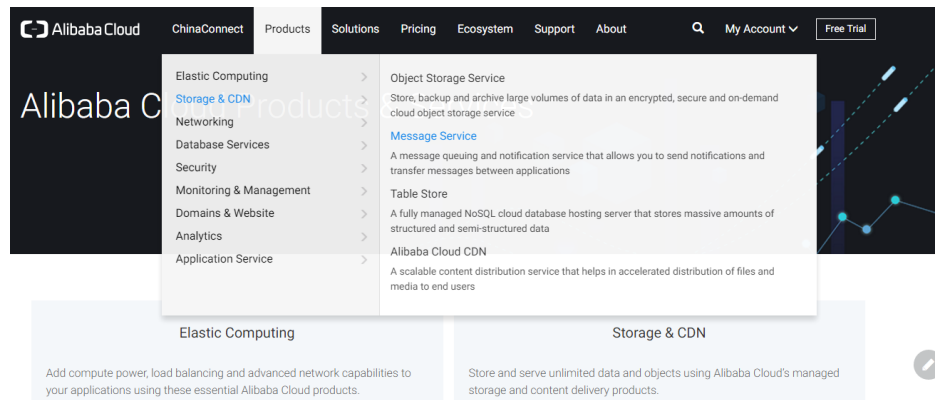 Alibaba Cloud ChinaConnect Products Solutions Pricing Ecosystem Support About My Account Free Trial
Alibaba Cloud Products &
Elastic Computing
Storage & CDN
Networking
Database Services
Security
Monitoring & Management
Domains & Website
Analytics
Application Service
Object Storage Service
Store, backup and archive large volumes of data in an encrypted, secure and on-demand
cloud object storage service
Message Service
A message queuing and notification service that allows you to send notifications and
transfer messages between applications
Table Store
A fully managed NoSQL cloud database hosting server that stores massive amounts of
structured and semi-structured data
Alibaba Cloud CDN
A scalable content distribution service that helps in accelerated distribution of files and
media to end users
Elastic Computing
Add compute power, load balancing and advanced network capabilities to
your applications using these essential Alibaba Cloud products.
Storage & CDN
Store and serve unlimited data and objects using Alibaba Cloud's managed
storage and content delivery products.